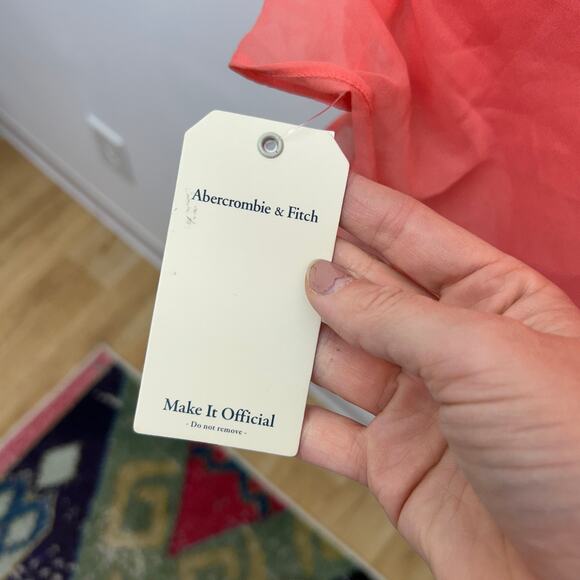 Abercrombie & Fitch
Make It Official
- Do not remove -